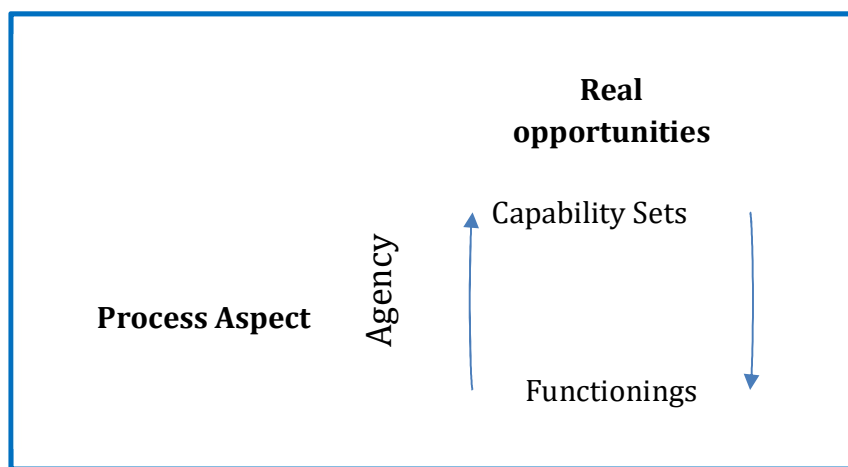 Real
opportunities
Capability Sets
Agency
Process Aspect
Functionings